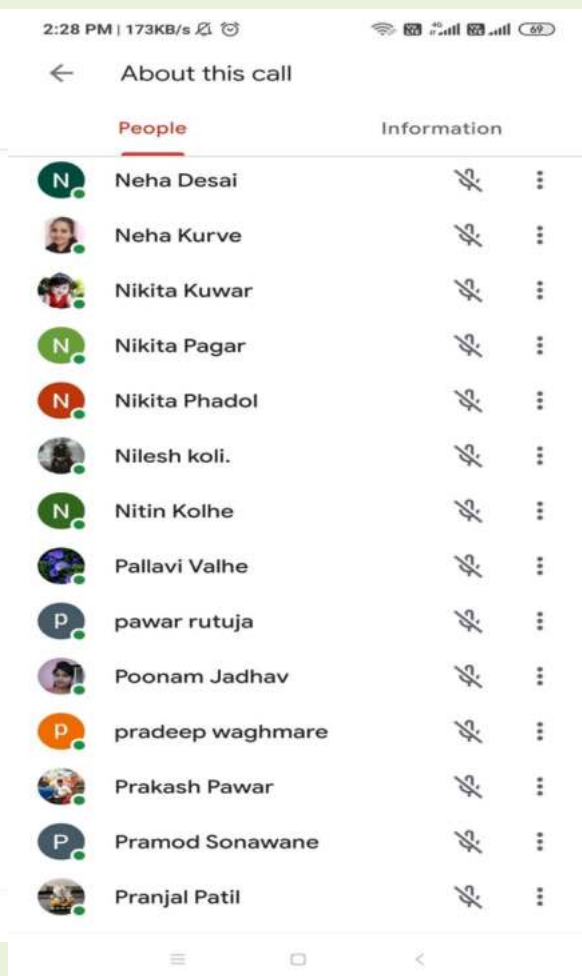 2:28 PM | 173KB/s 4G 69
About this call
People Information
N Neha Desai
Neha Kurve
Nikita Kuwar
N Nikita Pagar
N Nikita Phadol
Nilesh koli.
N Nitin Kolhe
Pallavi Valhe
p pawar rutuja
Poonam Jadhav
p pradeep waghmare
Prakash Pawar
P Pramod Sonawane
Pranjal Patil